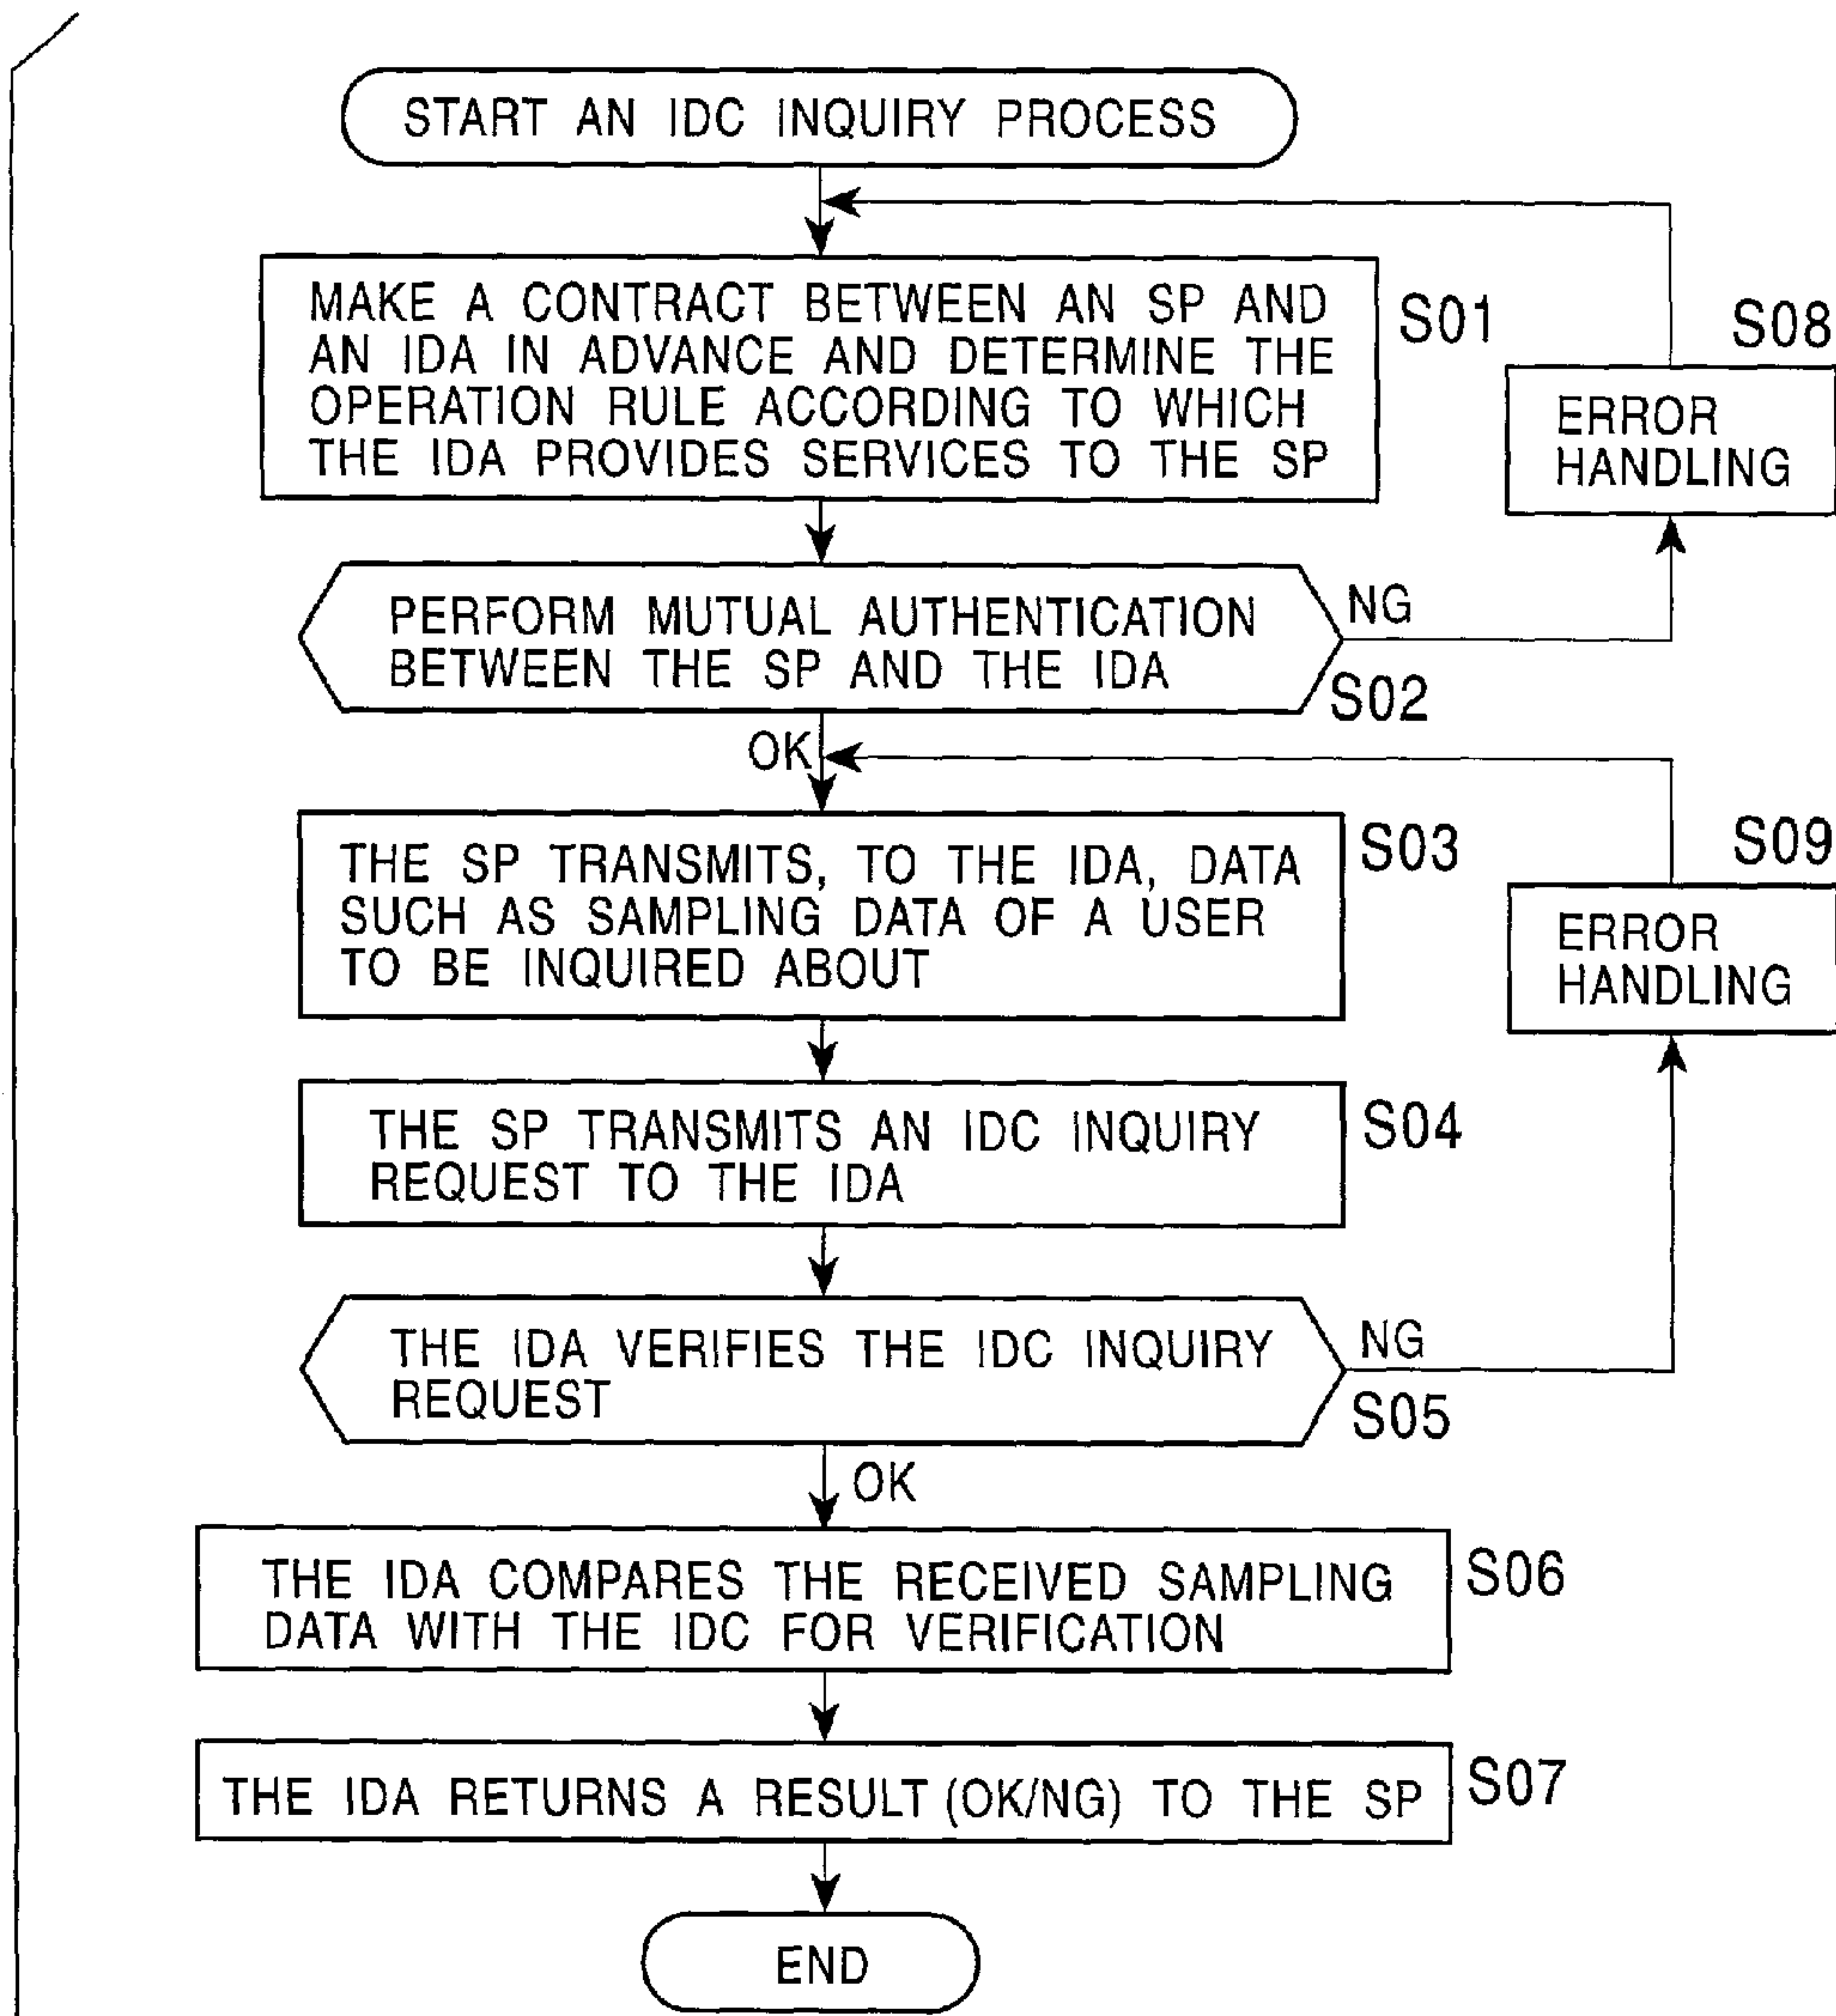 START AN IDC INQUIRY PROCESS
MAKE A CONTRACT BETWEEN AN SP AND
AN IDA IN ADVANCE AND DETERMINE THE
OPERATION RULE ACCORDING TO WHICH
THE IDA PROVIDES SERVICES TO THE SP
S01
S08
ERROR
HANDLING
PERFORM MUTUAL AUTHENTICATION
BETWEEN THE SP AND THE IDA
NG
S02
OK
THE SP TRANSMITS, TO THE IDA, DATA
SUCH AS SAMPLING DATA OF A USER
TO BE INQUIRED ABOUT
S03
S09
ERROR
HANDLING
THE SP TRANSMITS AN IDC INQUIRY
REQUEST TO THE IDA
S04
THE IDA VERIFIES THE IDC INQUIRY
REQUEST
NG
S05
OK
THE IDA COMPARES THE RECEIVED SAMPLING
DATA WITH THE IDC FOR VERIFICATION
S06
THE IDA RETURNS A RESULT (OK/NG) TO THE SP
S07
END